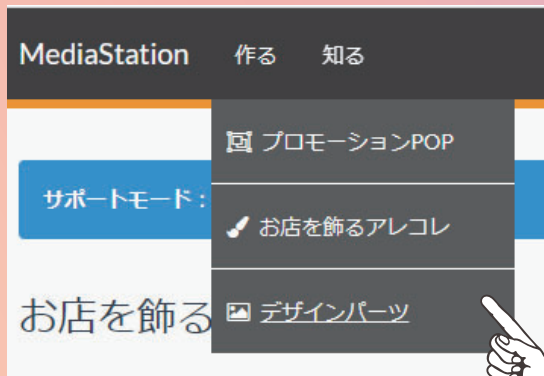 MediaStation 作る 知る
プロモーションPOP
サポートモード:
お店を飾るアレコレ
お店を飾る
デザインパーツ